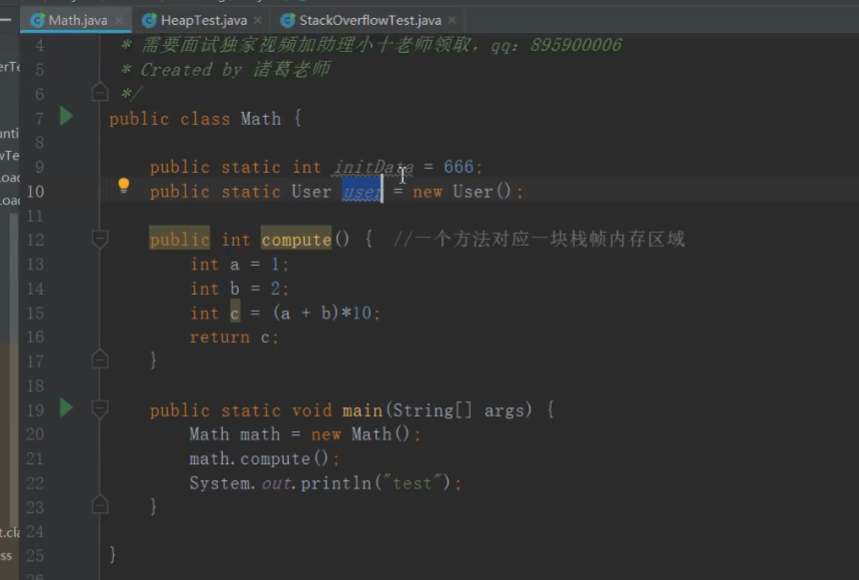 Math.java HeapTest.java StackOverflowTest.java
4 * 需要面试独家视频加助理小十老师领取，qq：895900006
erTe 5 * Created by 诸葛老师
6 */
7 public class Math {
unti 8
wTe 9 public static int initData = 666;
Load 10 public static User user = new User();
Load 11
12 public int compute() { //一个方法对应一块栈帧内存区域
13 int a = 1;
14 int b = 2;
15 int c = (a + b)*10;
16 return c;
17 }
18
19 public static void main(String[] args) {
20 Math math = new Math();
21 math.compute();
22 System.out.println("test");
23 }
t.cla 24
ss 25 }